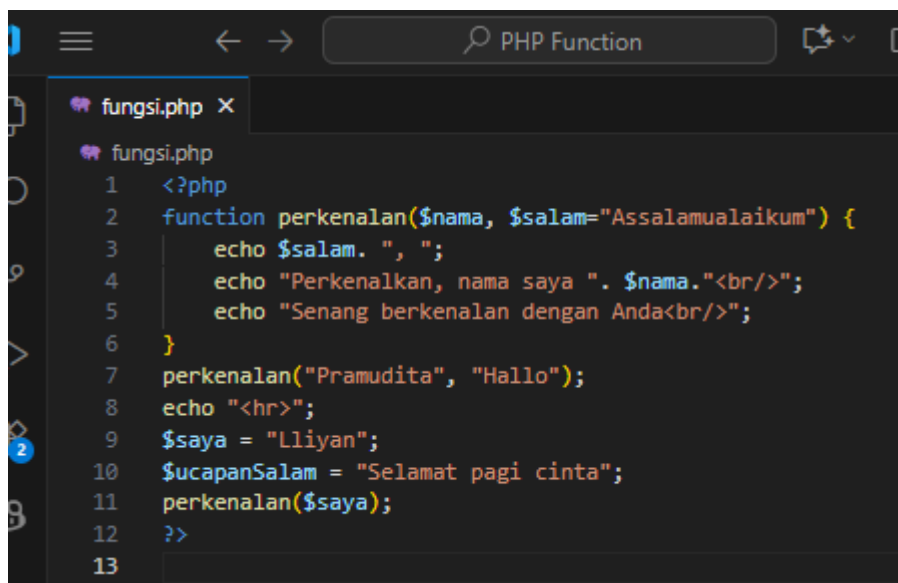 PHP Function
fungsi.php
fungsi.php
1 <?php
2 function perkenalan($nama, $salam="Assalamualaikum") {
3     echo $salam. ", ";
4     echo "Perkenalkan, nama saya ". $nama."<br/>";
5     echo "Senang berkenalan dengan Anda<br/>";
6 }
7 perkenalan("Pramudita", "Hallo");
8 echo "<hr>";
9 $saya = "Lliyan";
10 $ucapanSalam = "Selamat pagi cinta";
11 perkenalan($saya);
12 ?>
13
2